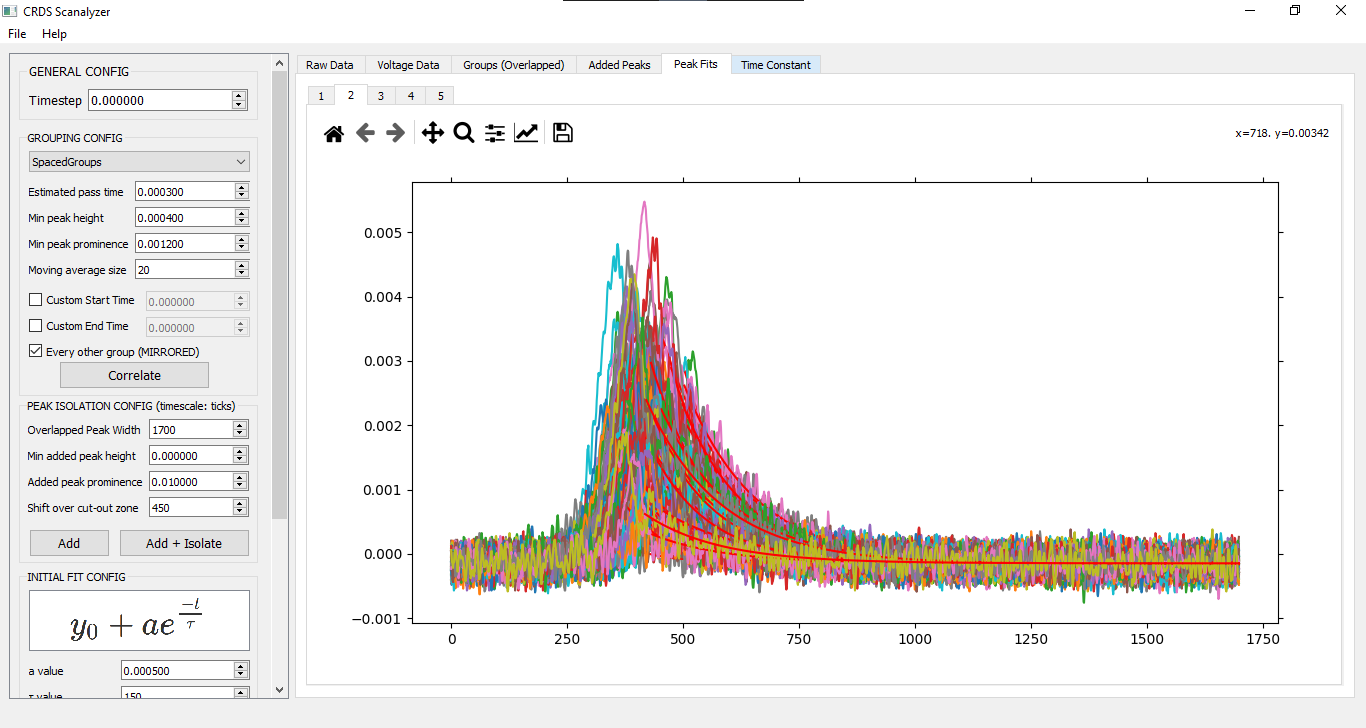 CRDS Scanalyzer
File Help
GENERAL CONFIG
Timestep 0.000000
GROUPING CONFIG
SpacedGroups
Estimated pass time 0.000300
Min peak height 0.000400
Min peak prominence 0.001200
Moving average size 20
Custom Start Time 0.000000
Custom End Time 0.000000
Every other group (MIRRORED)
Correlate
PEAK ISOLATION CONFIG (timescale: ticks)
Overlapped Peak Width 1700
Min added peak height 0.000000
Added peak prominence 0.010000
Shift over cut-out zone 450
Add Add + Isolate
INITIAL FIT CONFIG
y₀ + ae^(−t/τ)
a value 0.000500
τ value 150
Raw Data Voltage Data Groups (Overlapped) Added Peaks Peak Fits Time Constant
1 2 3 4 5
x=718. y=0.00342
0.005
0.004
0.003
0.002
0.001
0.000
−0.001
0 250 500 750 1000 1250 1500 1750